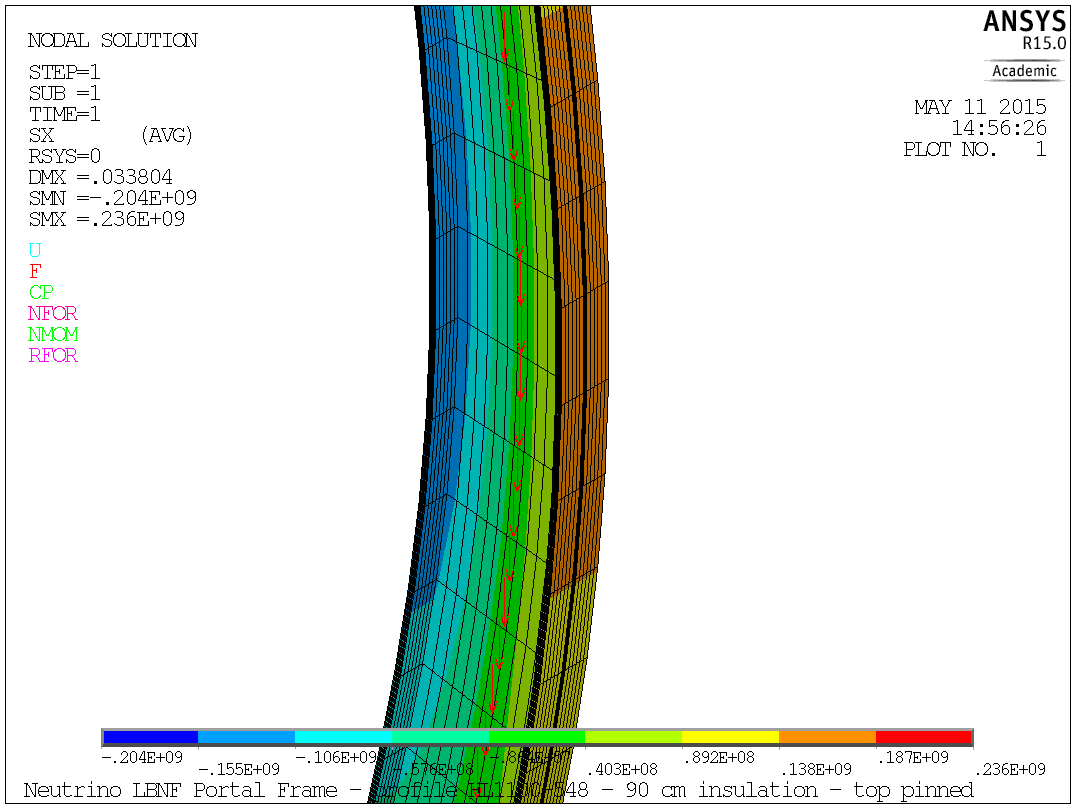 ANSYS
R15.0
Academic
NODAL SOLUTION
STEP=1
SUB =1
TIME=1
SX (AVG)
RSYS=0
DMX =.033804
SMN =-.204E+09
SMX =.236E+09
U
F
CP
NFOR
NMOM
RFOR
MAY 11 2015
14:56:26
PLOT NO. 1
-.204E+09
-.155E+09
-.106E+09
.892E+08
.403E+08
.138E+09
.187E+09
.236E+09
Neutrino LBNF Portal Frame - profile - 90 cm insulation - top pinned